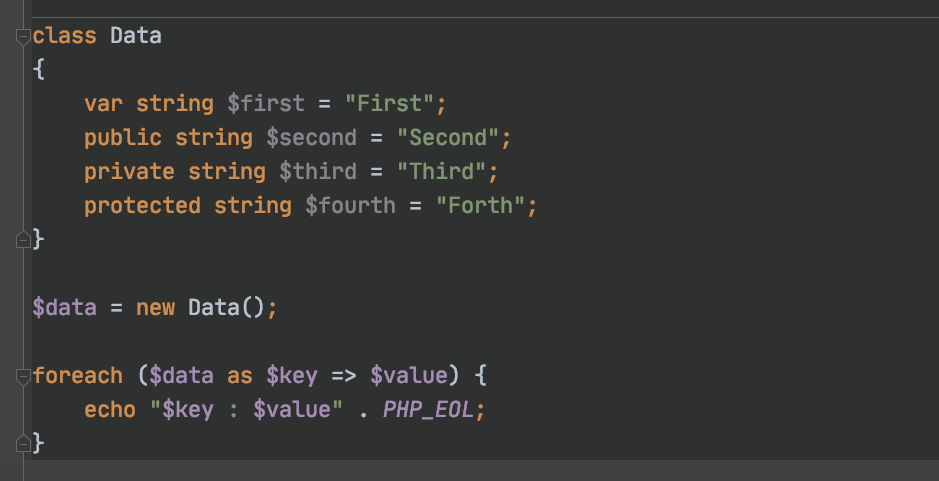 class Data
{
    var string $first = "First";
    public string $second = "Second";
    private string $third = "Third";
    protected string $fourth = "Forth";
}

$data = new Data();

foreach ($data as $key => $value) {
    echo "$key : $value" . PHP_EOL;
}